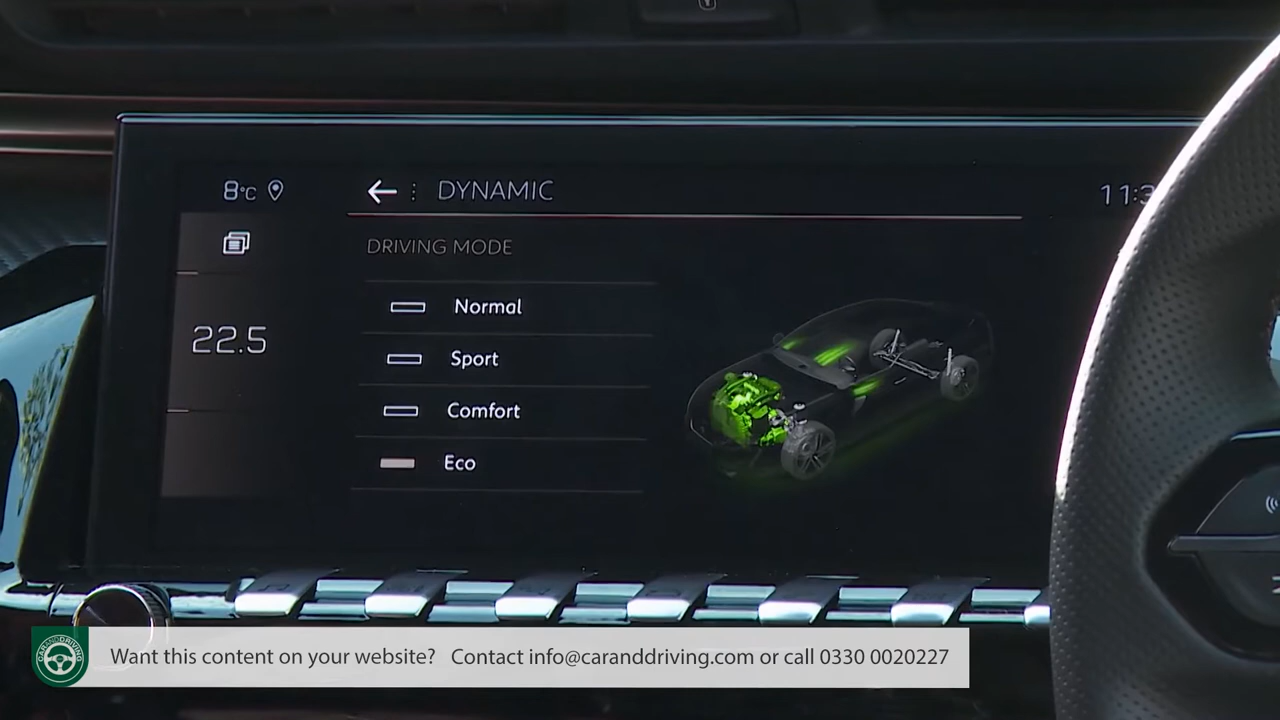 8°C
DYNAMIC
11:3
DRIVING MODE
Normal
22.5
Sport
Comfort
Eco
CARANDDRIVING
Want this content on your website? Contact info@caranddriving.com or call 0330 0020227